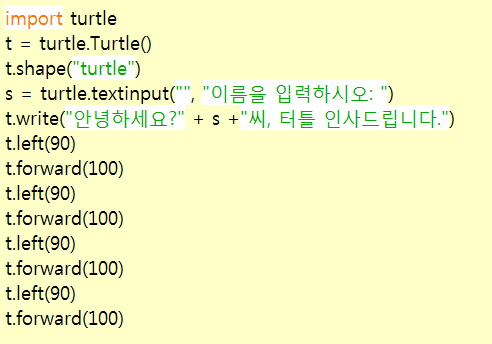 import turtle
t = turtle.Turtle()
t.shape("turtle")
s = turtle.textinput("", "이름을 입력하시오: ")
t.write("안녕하세요?" + s +"씨, 터틀 인사드립니다.")
t.left(90)
t.forward(100)
t.left(90)
t.forward(100)
t.left(90)
t.forward(100)
t.left(90)
t.forward(100)